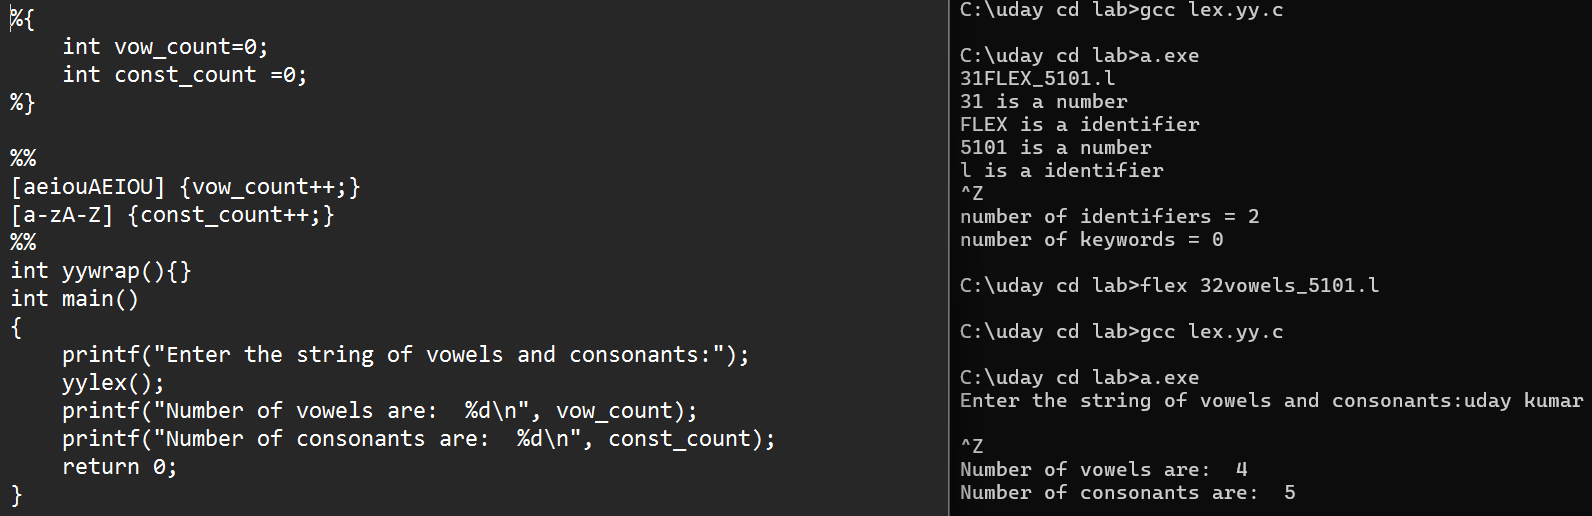 %{
    int vow_count=0;
    int const_count =0;
%}
%%
[aeiouAEIOU] {vow_count++;}
[a-zA-Z] {const_count++;}
%%
int yywrap(){}
int main()
{
    printf("Enter the string of vowels and consonants:");
    yylex();
    printf("Number of vowels are:  %d\n", vow_count);
    printf("Number of consonants are:  %d\n", const_count);
    return 0;
}
C:\uday cd lab>gcc lex.yy.c
C:\uday cd lab>a.exe
31FLEX_5101.l
31 is a number
FLEX is a identifier
5101 is a number
l is a identifier
^Z
number of identifiers = 2
number of keywords = 0
C:\uday cd lab>flex 32vowels_5101.l
C:\uday cd lab>gcc lex.yy.c
C:\uday cd lab>a.exe
Enter the string of vowels and consonants:uday kumar
^Z
Number of vowels are:  4
Number of consonants are:  5